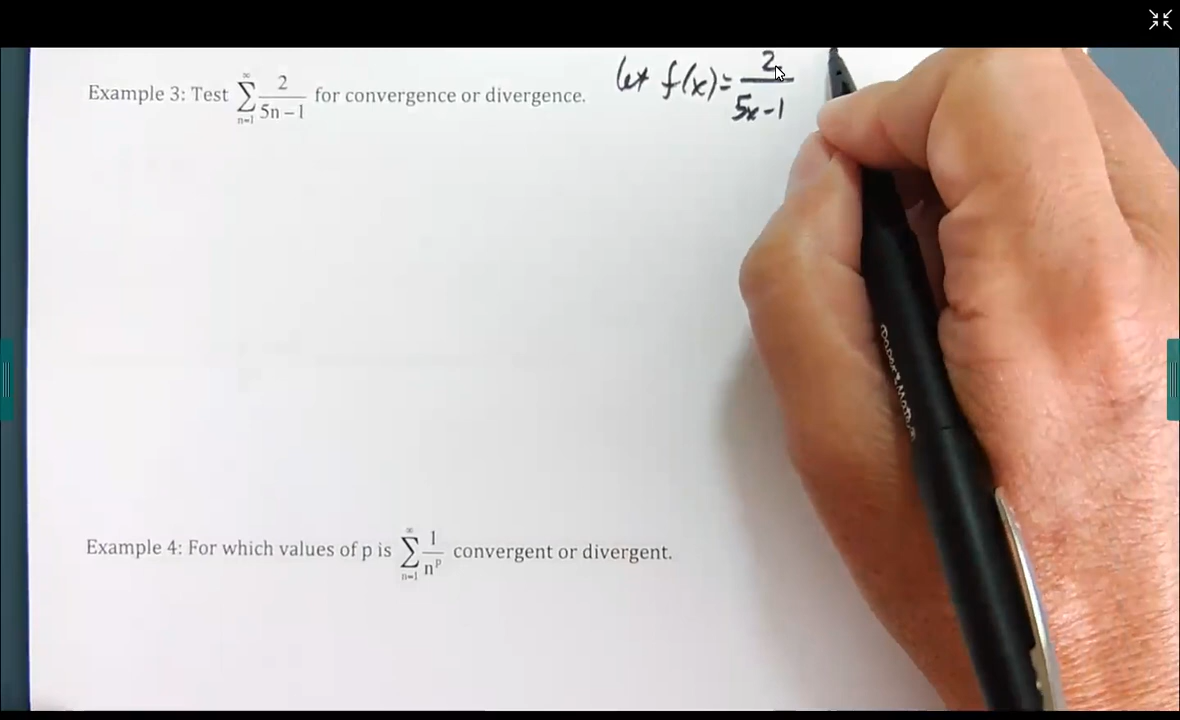 Example 3: Test ∞ ∑ n=1 2/(5n – 1) for convergence or divergence.
let f(x) = 2/(5x-1)
Example 4: For which values of p is ∞ ∑ n=1 1/nᵖ convergent or divergent.